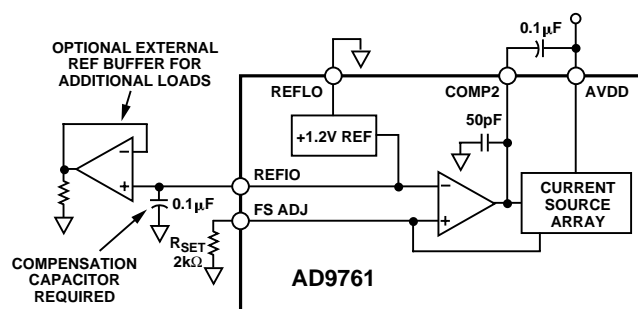 OPTIONAL EXTERNAL
REF BUFFER FOR
ADDITIONAL LOADS
0.1μF
REFLO
COMP2
AVDD
50pF
+1.2V REF
–
+
REFIO
–
+
0.1μF
FS ADJ
CURRENT
SOURCE
ARRAY
RSET
2kΩ
COMPENSATION
CAPACITOR
REQUIRED
AD9761